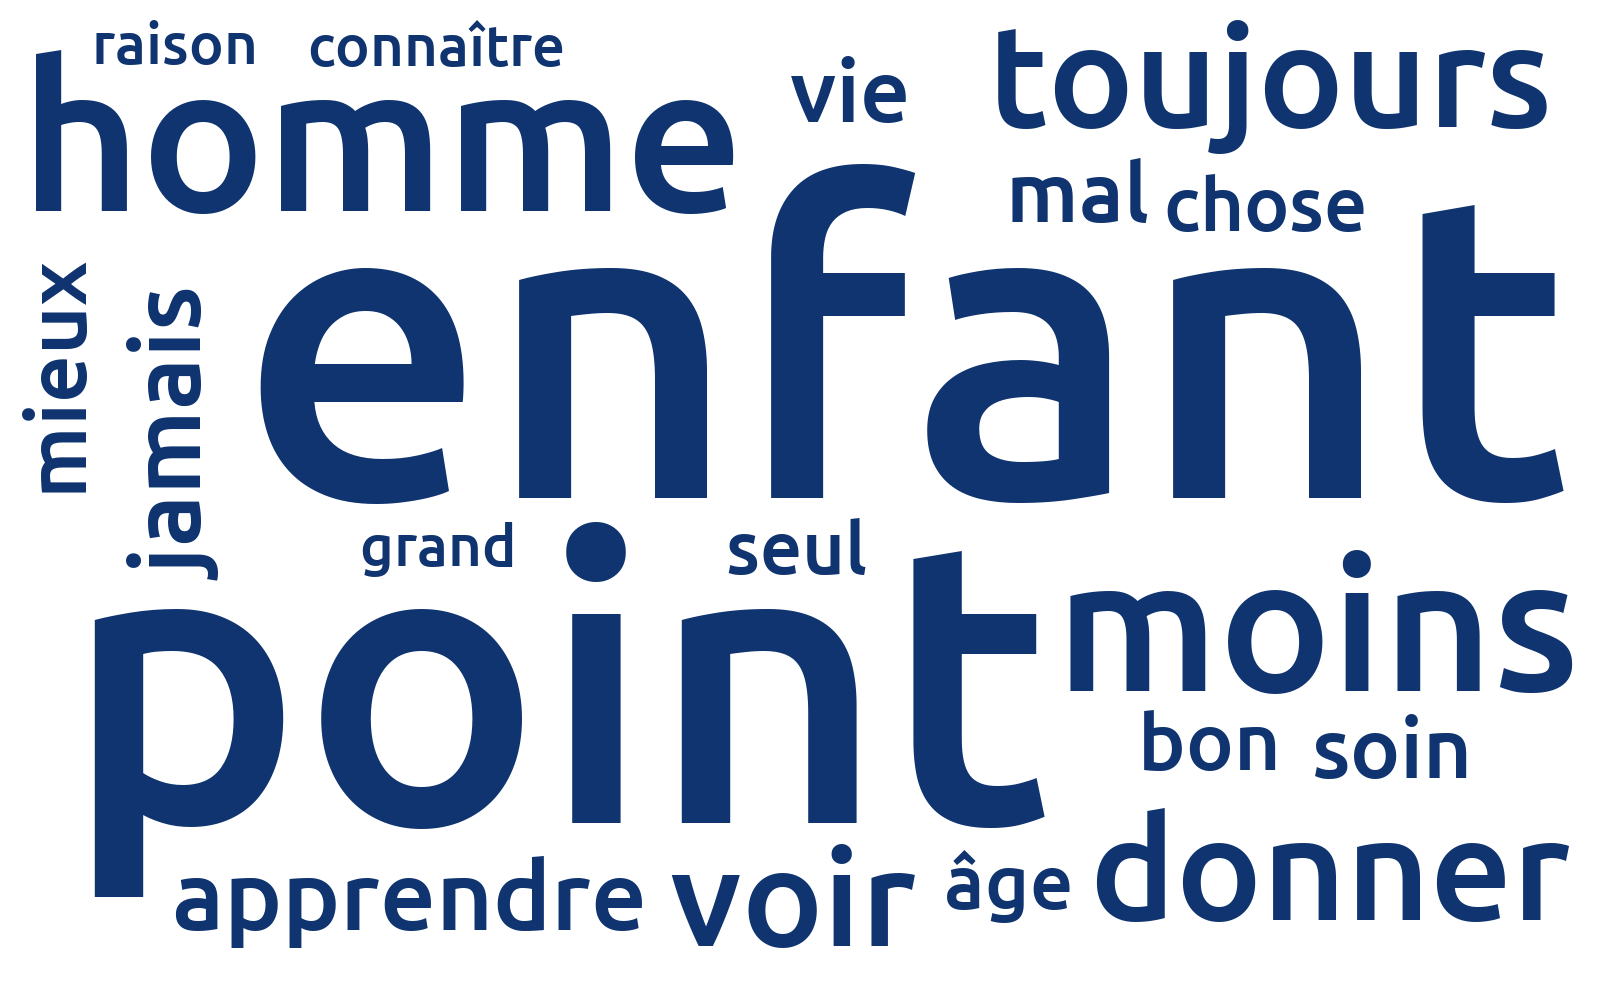 raison
connaître
homme
vie
toujours
mal
chose
mieux
jamais
enfant
grand
seul
point
moins
bon
soin
apprendre
voir
âge
donner